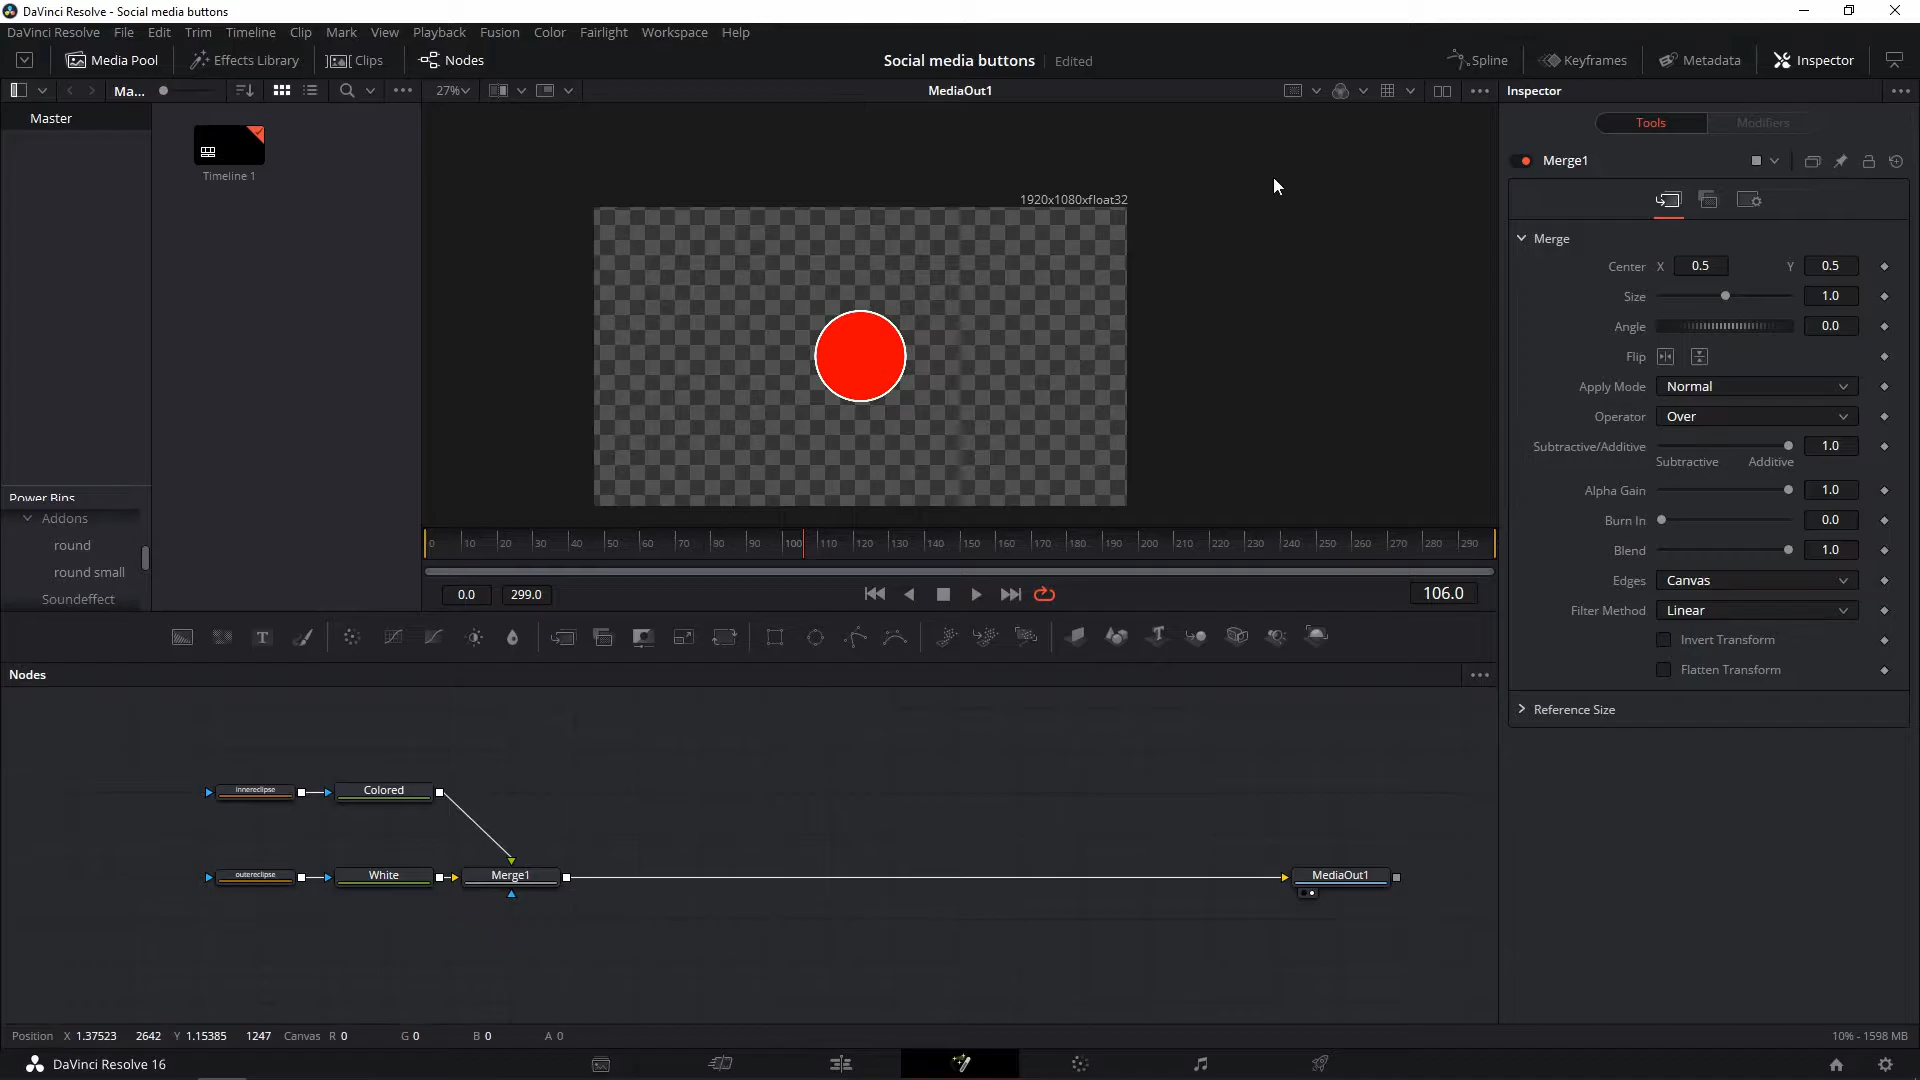 DaVinci Resolve - Social media buttons
DaVinci Resolve File Edit Trim Timeline Clip Mark View Playback Fusion Color Fairlight Workspace Help
Media Pool Effects Library Clips Nodes Social media buttons Edited Spline Keyframes Metadata Inspector
Ma... 27% MediaOut1 Inspector
Master
Timeline 1
1920x1080xfloat32
Power Bins
Addons
round
round small
Soundeffect
0 10 20 30 40 50 60 70 80 90 100 110 120 130 140 150 160 170 180 190 200 210 220 230 240 250 260 270 280 290
0.0 299.0 106.0
Tools Modifiers
Merge1
Merge
Center X 0.5 Y 0.5
Size 1.0
Angle 0.0
Flip
Apply Mode Normal
Operator Over
Subtractive/Additive 1.0
Subtractive Additive
Alpha Gain 1.0
Burn In 0.0
Blend 1.0
Edges Canvas
Filter Method Linear
Invert Transform
Flatten Transform
Reference Size
Nodes
innereclipse Colored
outereclipse White Merge1 MediaOut1
Position X 1.37523 2642 Y 1.15385 1247 Canvas R 0 G 0 B 0 A 0 10% - 1598 MB
DaVinci Resolve 16